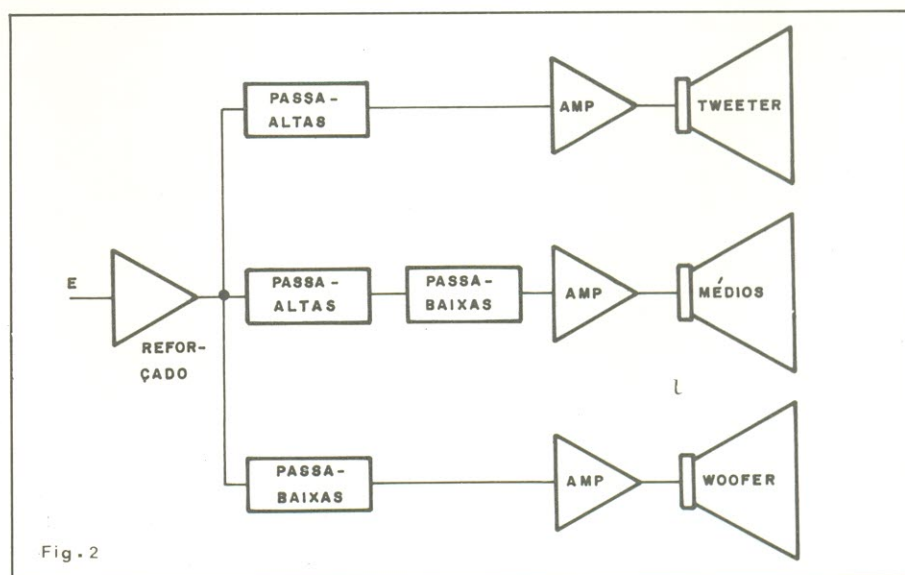 PASSA-
ALTAS
AMP
TWEETER
E
REFOR-
ÇADO
PASSA-
ALTAS
PASSA-
BAIXAS
AMP
MÉDIOS
PASSA-
BAIXAS
AMP
WOOFER
Fig.2